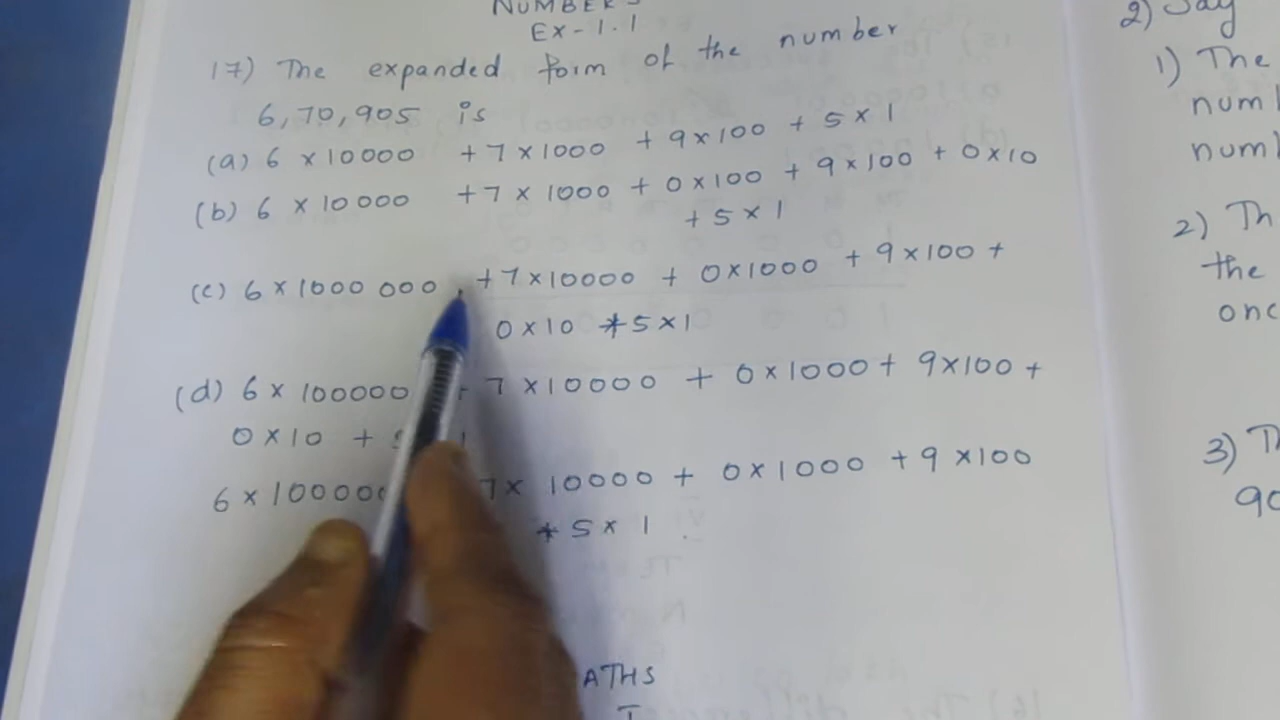 NUMBER
Ex-1.1
17) The expanded form of the number
6,70,905 is
(a) 6 × 10000 + 7 × 1000 + 9 × 100 + 5 × 1
(b) 6 × 10000 + 7 × 1000 + 0 × 100 + 9 × 100 + 0 × 10
+ 5 × 1
(c) 6 × 1000 000 + 7 × 10000 + 0 × 1000 + 9 × 100 +
0 × 10 + 5 × 1
(d) 6 × 100000 + 7 × 10000 + 0 × 1000 + 9 × 100 +
0 × 10 +
6 × 100000 7 × 10000 + 0 × 1000 + 9 × 100
+ 5 × 1
ATHS
I
2) Say
1) The
num
num
2) Th
the
onc
3) T
90